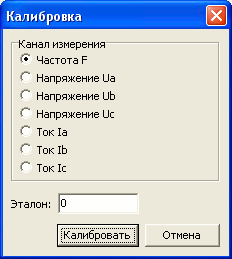 Калибровка
Канал измерения
Частота F
Напряжение Ua
Напряжение Ub
Напряжение Uc
Ток Ia
Ток Ib
Ток Ic
Эталон: 0
Калибровать Отмена